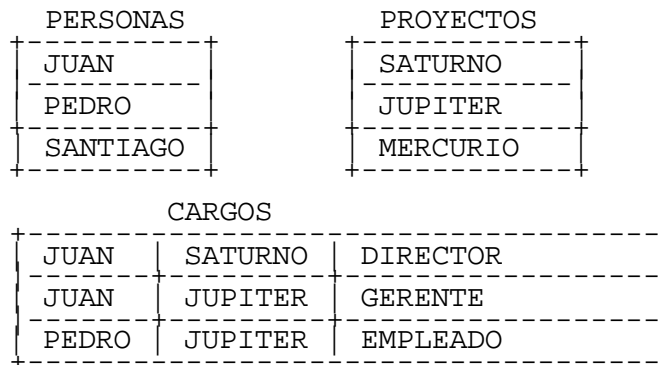 PERSONAS PROYECTOS
JUAN SATURNO
PEDRO JUPITER
SANTIAGO MERCURIO
CARGOS
JUAN SATURNO DIRECTOR
JUAN JUPITER GERENTE
PEDRO JUPITER EMPLEADO